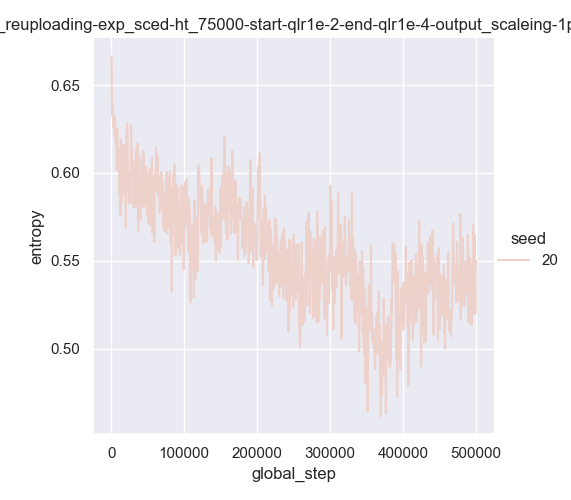 _reuploading-exp_sced-ht_75000-start-qlr1e-2-end-qlr1e-4-output_scaleing-1p
0.65
0.60
0.55
0.50
entropy
0
100000
200000
300000
400000
500000
global_step
seed
20